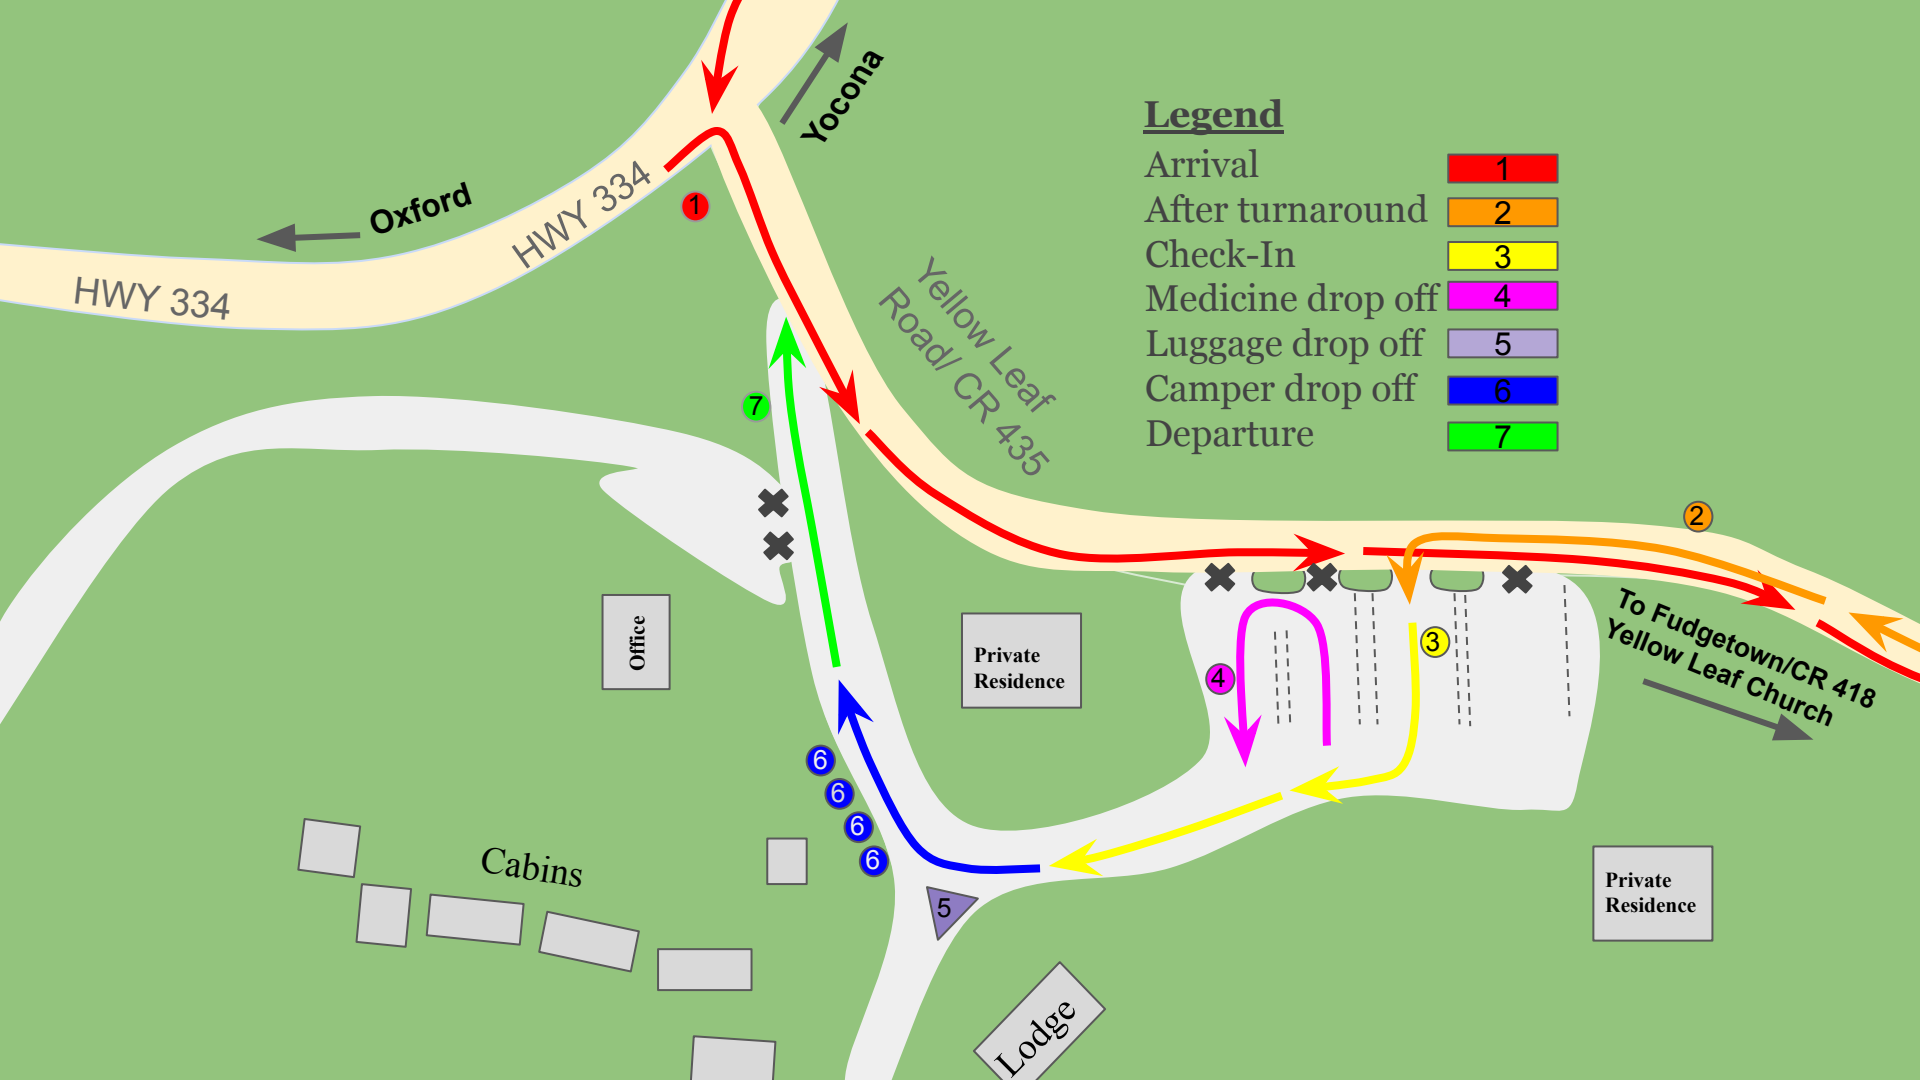 Yocona
Oxford
HWY 334
HWY 334
1
Legend
Arrival 1
After turnaround 2
Check-In 3
Medicine drop off 4
Luggage drop off 5
Camper drop off 6
Departure 7
Yellow Leaf
Road/ CR 435
7
2
To Fudgetown/CR 418
Yellow Leaf Church
Office
Private
Residence
3
4
6
6
6
6
5
Cabins
Private
Residence
Lodge